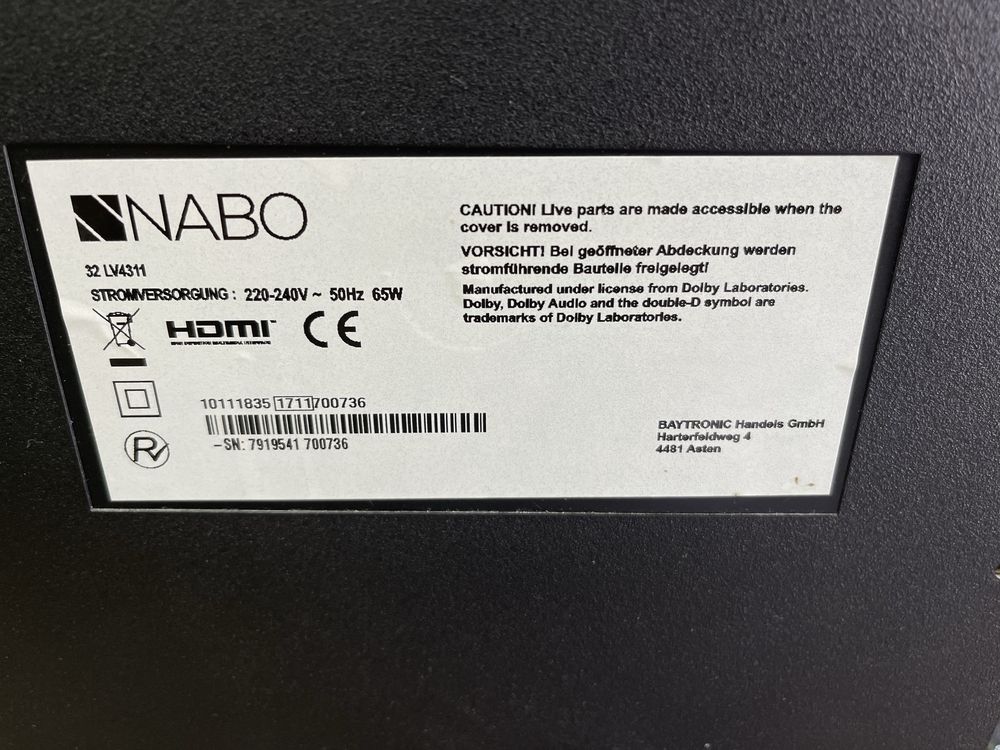 NABO
32 LV4311
STROMVERSORGUNG : 220-240V ~ 50Hz 65W
HDMI
CE
10111835 1711 700736
-SN: 7919541 700736
R
CAUTION! Live parts are made accessible when the
cover is removed.
VORSICHT! Bei geöffneter Abdeckung werden
stromführende Bauteile freigelegt!
Manufactured under license from Dolby Laboratories.
Dolby, Dolby Audio and the double-D symbol are
trademarks of Dolby Laboratories.
BAYTRONIC Handels GmbH
Harterfeldweg 4
4481 Asten